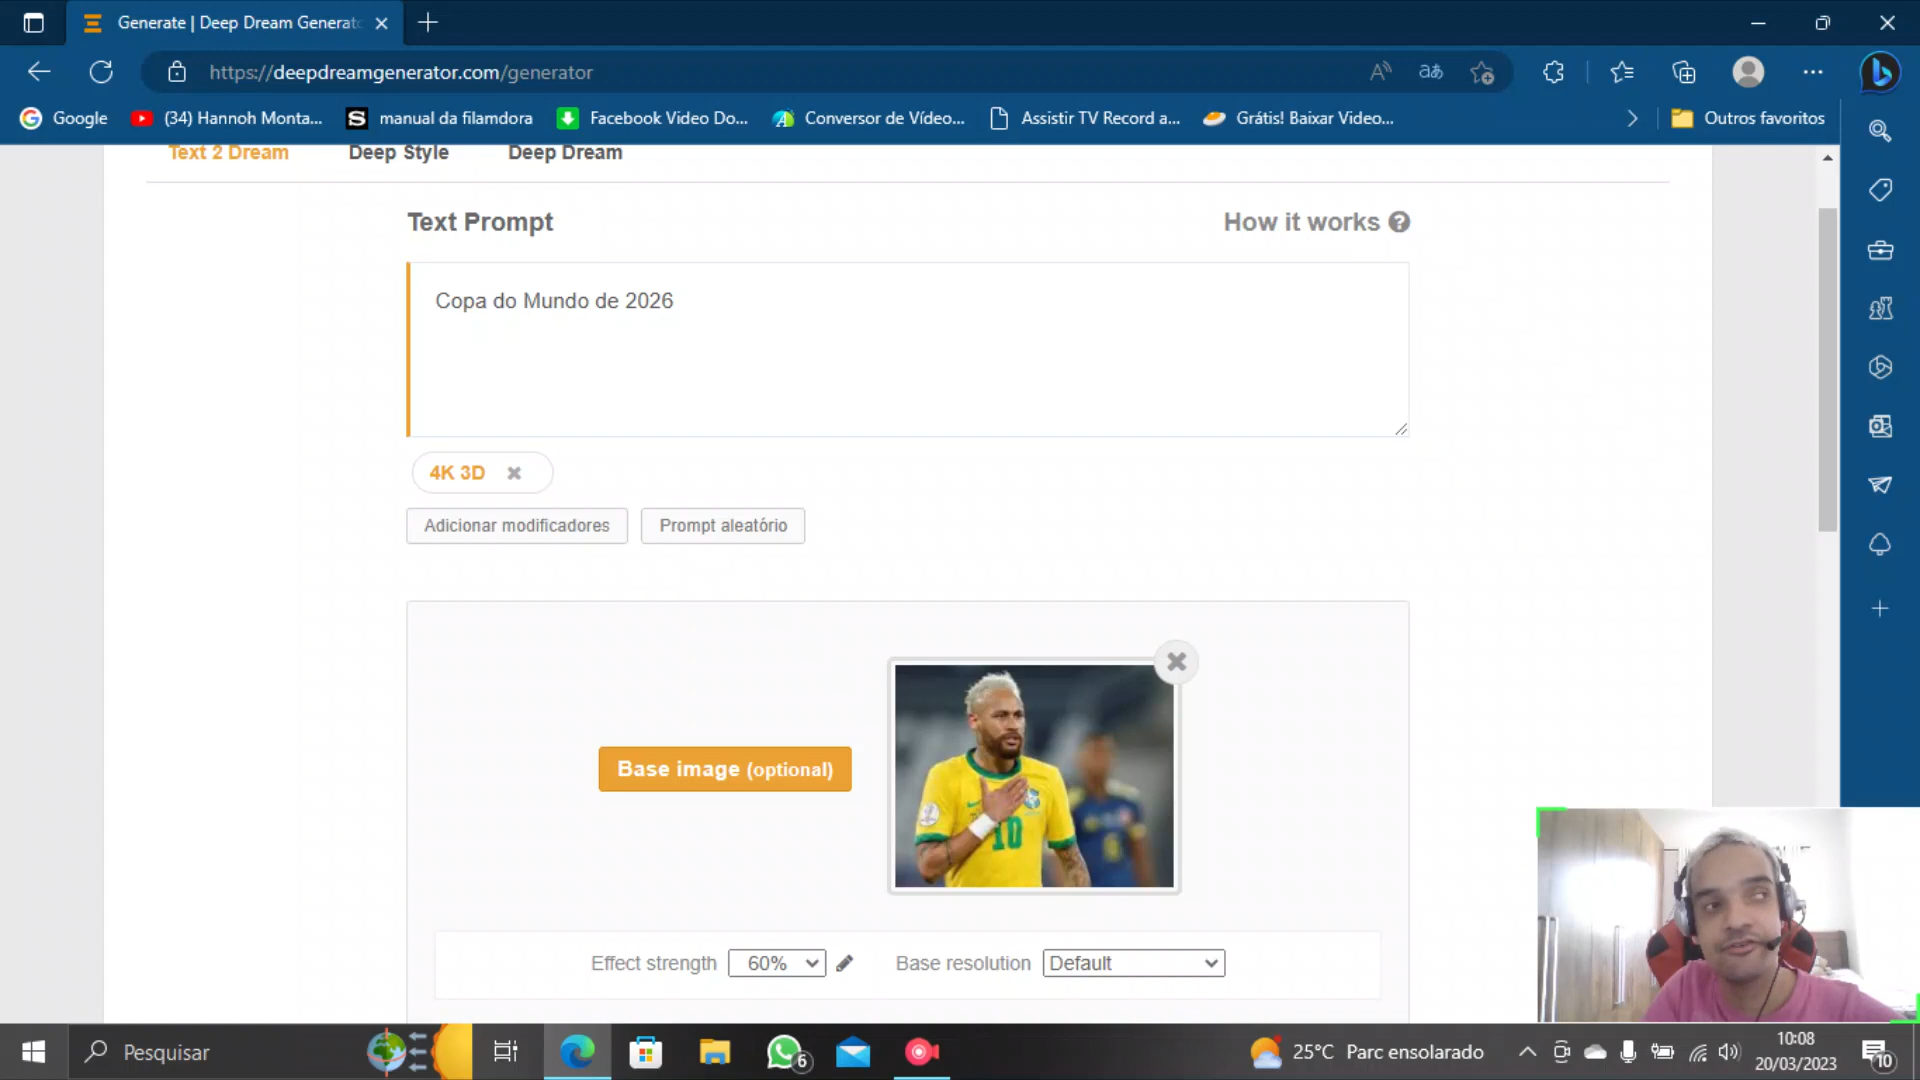 Generate | Deep Dream Generat
https://deepdreamgenerator.com/generator
Google
(34) Hannoh Monta...
manual da filamdora
Facebook Video Do...
Conversor de Vídeo...
Assistir TV Record a...
Grátis! Baixar Video...
Outros favoritos
Text 2 Dream
Deep Style
Deep Dream
Text Prompt
How it works ?
Copa do Mundo de 2026
4K 3D
Adicionar modificadores
Prompt aleatório
Base image (optional)
10
Effect strength
60%
Base resolution
Default
Pesquisar
6
25°C Parc ensolarado
10:08
20/03/2023
10